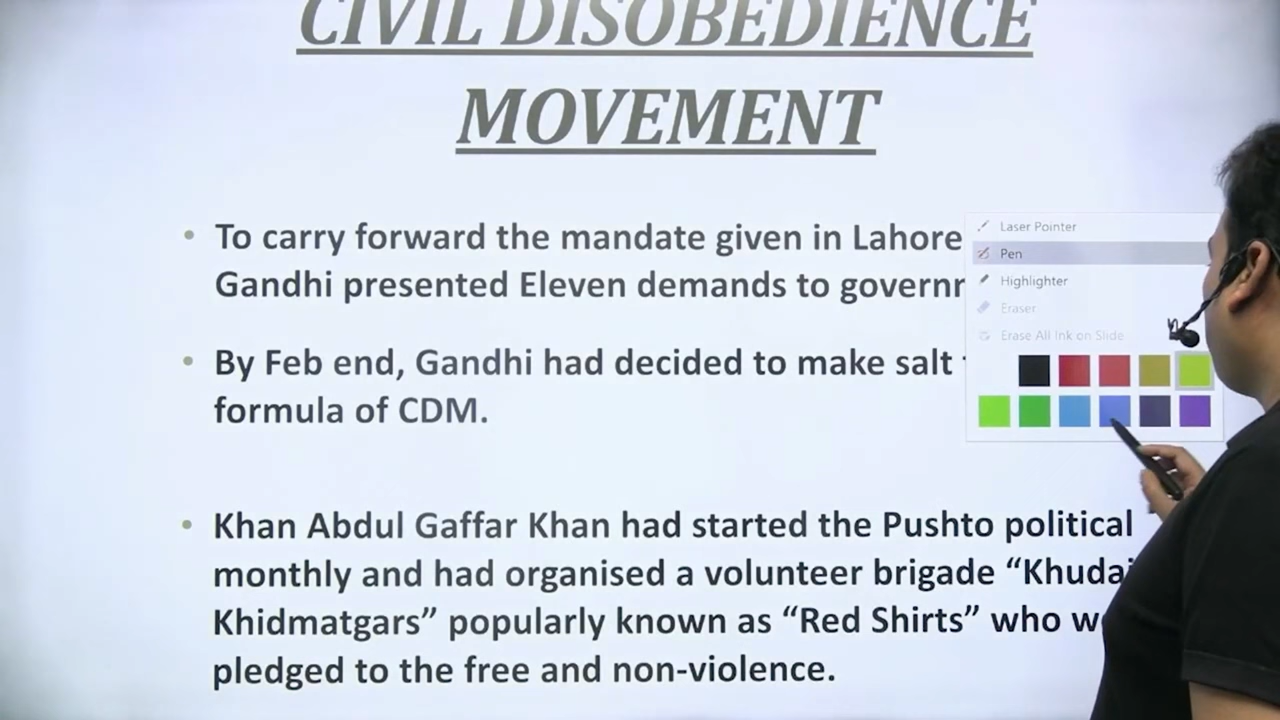 CIVIL DISOBEDIENCE
MOVEMENT
• To carry forward the mandate given in Lahore
Gandhi presented Eleven demands to
• By Feb end, Gandhi had decided to make salt
formula of CDM.
• Khan Abdul Gaffar Khan had started the Pushto political
monthly and had organised a volunteer brigade “Khudai
Khidmatgars” popularly known as “Red Shirts” who
pledged to the free and non-violence.
Laser Pointer
Pen
Highlighter
Eraser
Erase All Ink on Slide